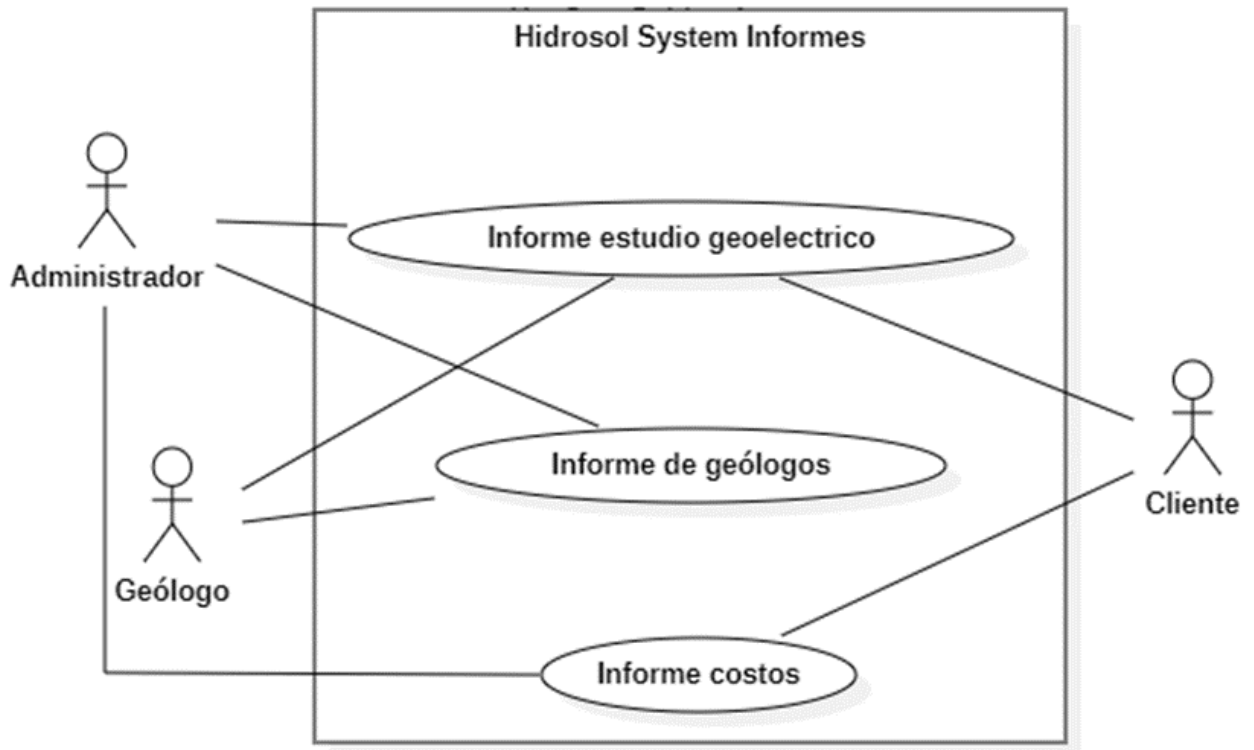 Hidrosol System Informes
Administrador
Informe estudio geoelectrico
Informe de geólogos
Cliente
Geólogo
Informe costos